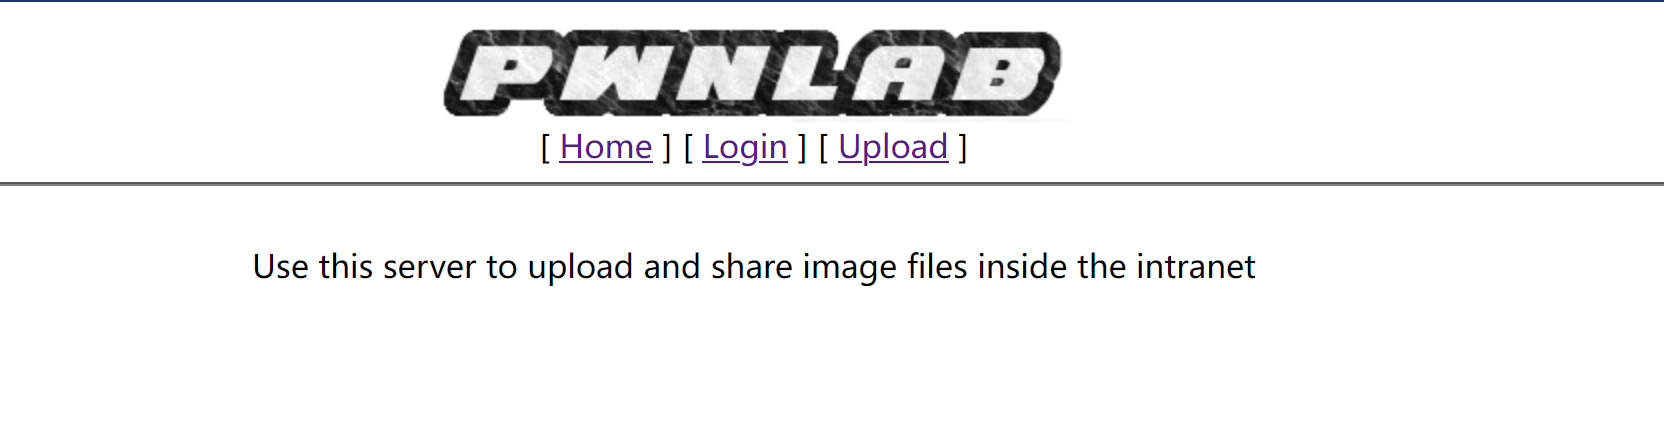 PWNLAB
[ Home ] [ Login ] [ Upload ]
Use this server to upload and share image files inside the intranet